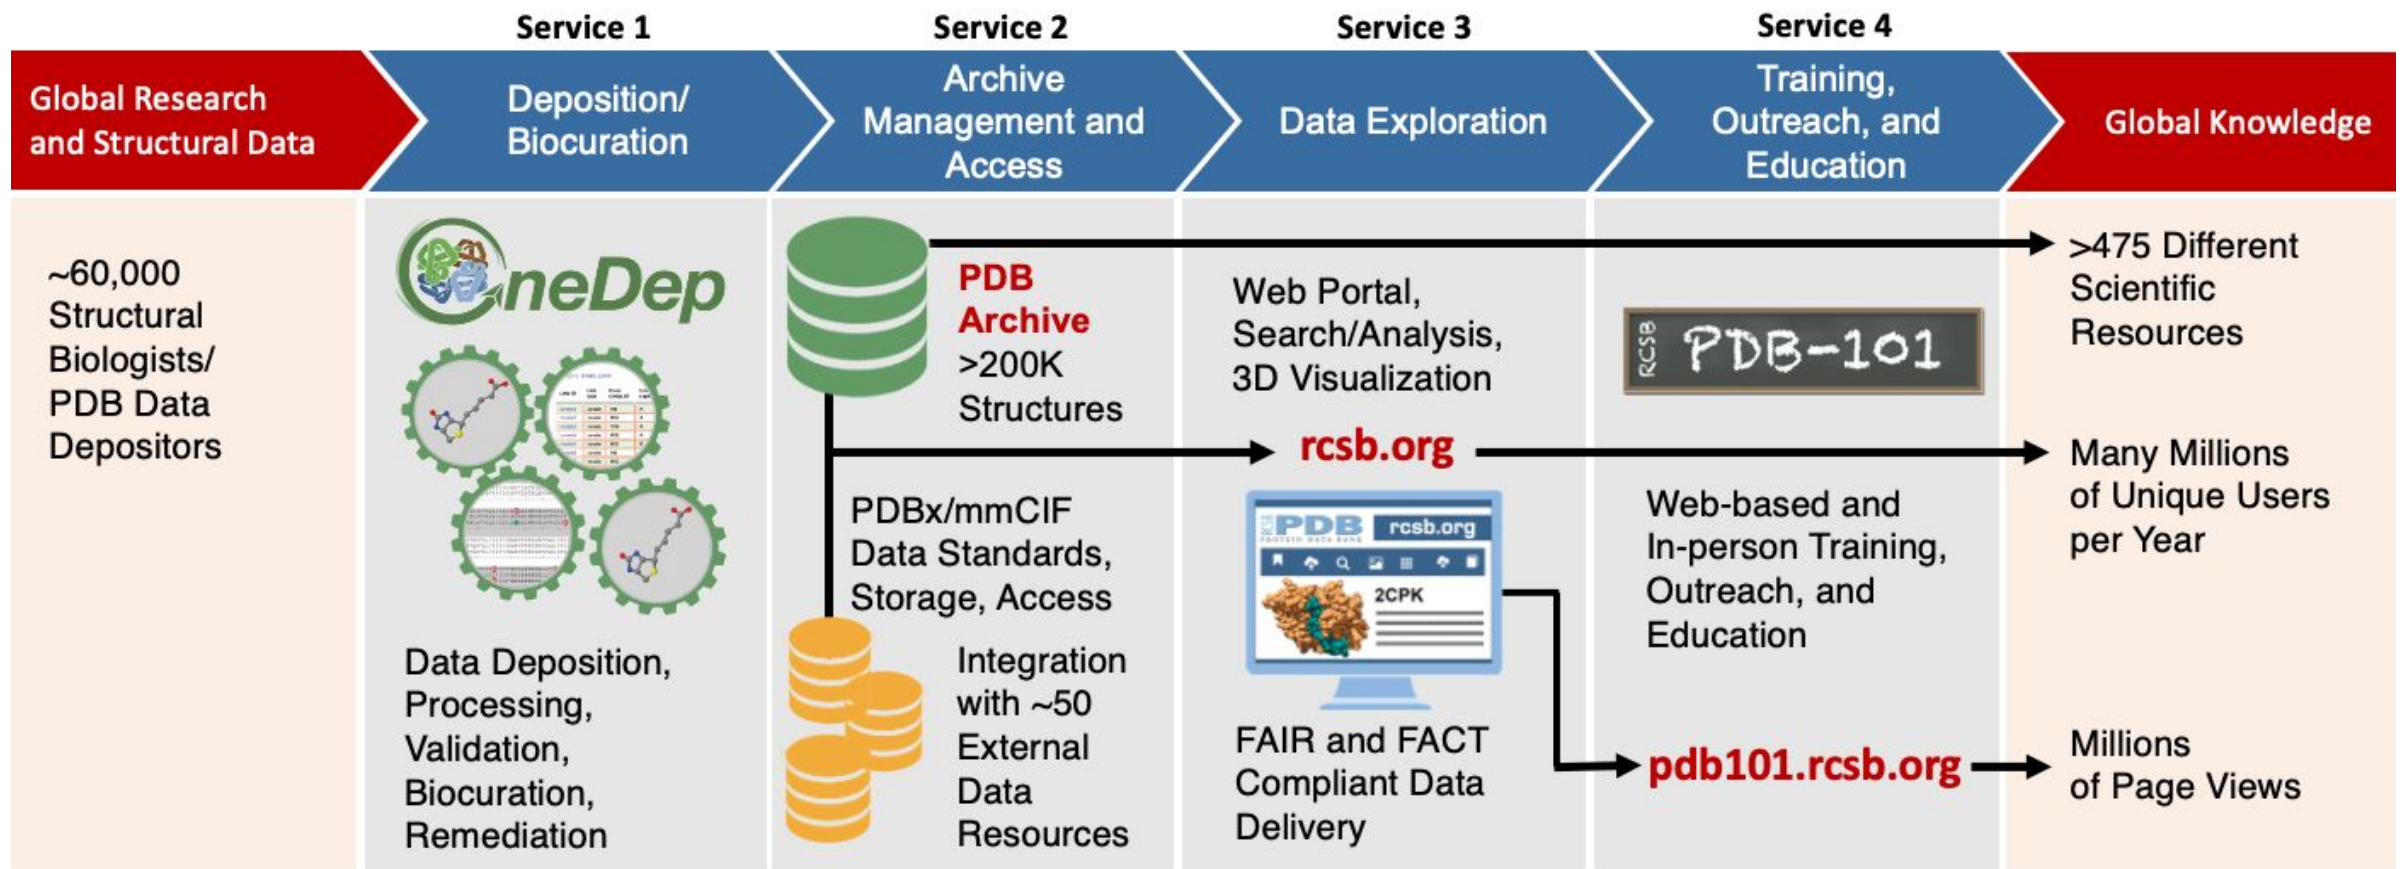 Service 1
Service 2
Service 3
Service 4
Global Research
and Structural Data
Deposition/
Biocuration
Archive
Management and
Access
Data Exploration
Training,
Outreach, and
Education
Global Knowledge
~60,000
Structural
Biologists/
PDB Data
Depositors
OneDep
Data Deposition,
Processing,
Validation,
Biocuration,
Remediation
PDB
Archive
>200K
Structures
PDBx/mmCIF
Data Standards,
Storage, Access
Integration
with ~50
External
Data
Resources
Web Portal,
Search/Analysis,
3D Visualization
rcsb.org
RCSB
PDB
PROTEIN DATA BANK
rcsb.org
2CPK
FAIR and FACT
Compliant Data
Delivery
RCSB
PDB-101
Web-based and
In-person Training,
Outreach, and
Education
pdb101.rcsb.org
>475 Different
Scientific
Resources
Many Millions
of Unique Users
per Year
Millions
of Page Views